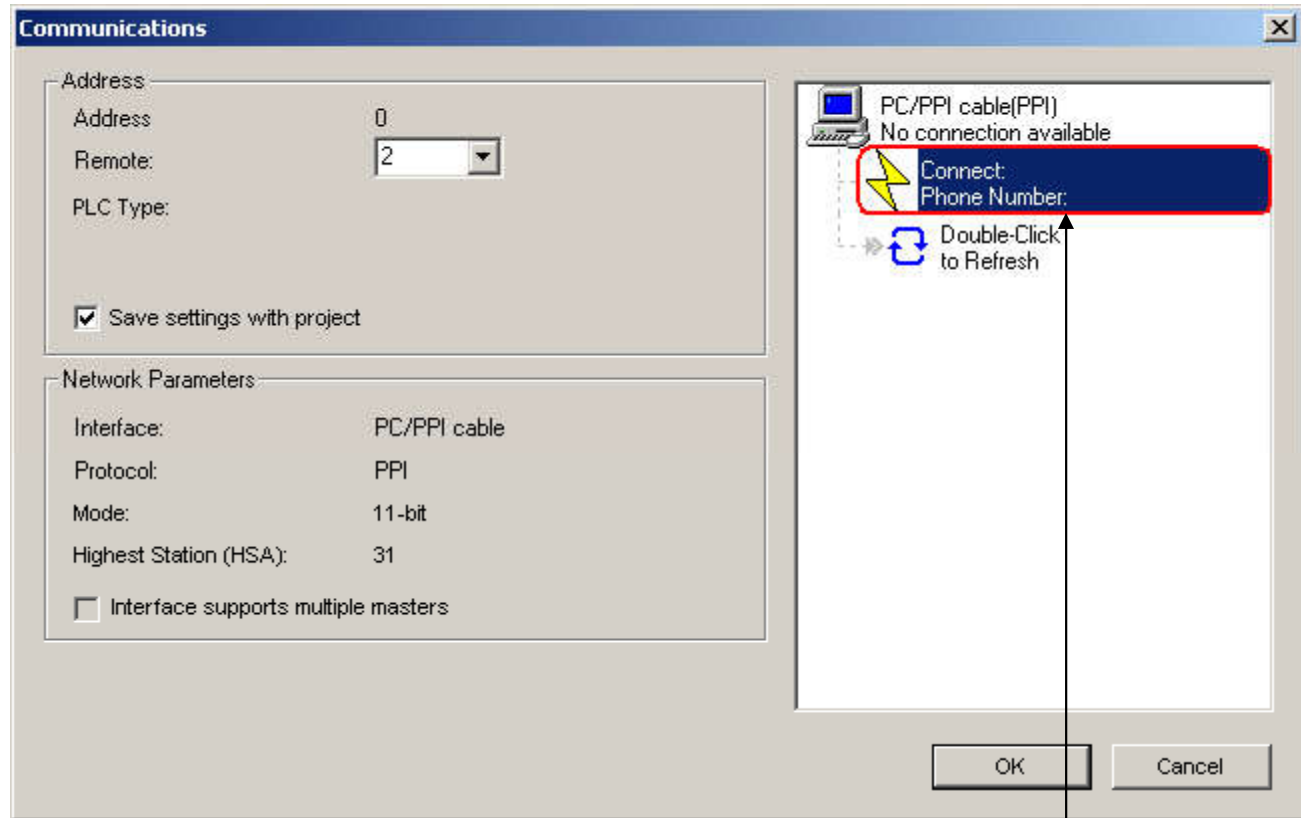 Communications
Address
Address 0
Remote: 2
PLC Type:
Save settings with project
Network Parameters
Interface: PC/PPI cable
Protocol: PPI
Mode: 11-bit
Highest Station (HSA): 31
Interface supports multiple masters
PC/PPI cable(PPI)
No connection available
Connect:
Phone Number:
Double-Click
to Refresh
OK Cancel